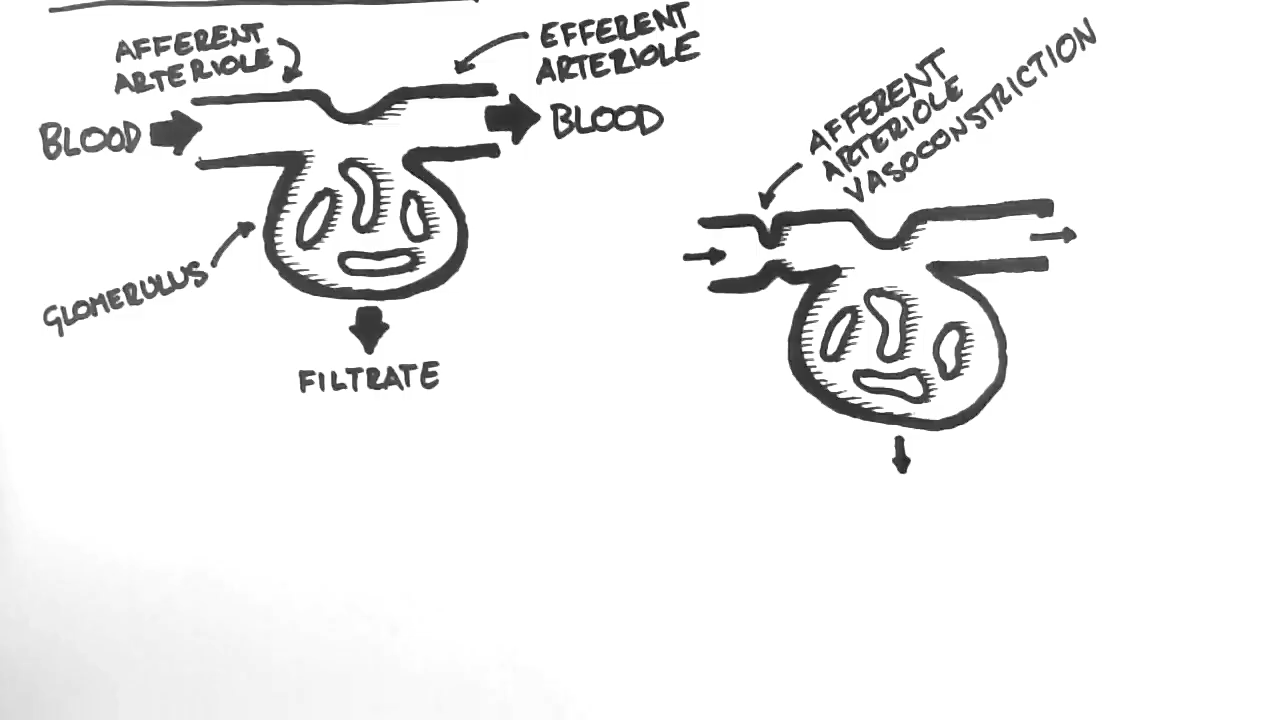 AFFERENT
ARTERIOLE
EFFERENT
ARTERIOLE
BLOOD
BLOOD
GLOMERULUS
FILTRATE
AFFERENT
ARTERIOLE
VASOCONSTRICTION